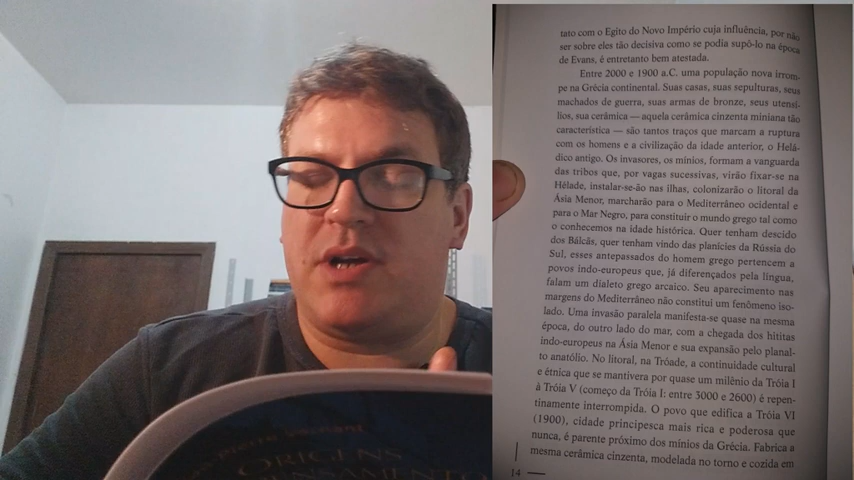 Pierre Vernant
ORIGENS
PENSAMENTO
tato com o Egito do Novo Império cuja influência, por não
ser sobre eles tão decisiva como se podia supô-lo na época
de Evans, é entretanto bem atestada.
Entre 2000 e 1900 a.C. uma população nova irrom-
pe na Grécia continental. Suas casas, suas sepulturas, seus
machados de guerra, suas armas de bronze, seus utensí-
lios, sua cerâmica — aquela cerâmica cinzenta miniana tão
característica — são tantos traços que marcam a ruptura
com os homens e a civilização da idade anterior, o Helá-
dico antigo. Os invasores, os mínios, formam a vanguarda
das tribos que, por vagas sucessivas, virão fixar-se na
Hélade, instalar-se-ão nas ilhas, colonizarão o litoral da
Ásia Menor, marcharão para o Mediterrâneo ocidental e
para o Mar Negro, para constituir o mundo grego tal como
o conhecemos na idade histórica. Quer tenham descido
dos Bálcãs, quer tenham vindo das planícies da Rússia do
Sul, esses antepassados do homem grego pertencem a
povos indo-europeus que, já diferençados pela língua,
falam um dialeto grego arcaico. Seu aparecimento nas
margens do Mediterrâneo não constitui um fenômeno iso-
lado. Uma invasão paralela manifesta-se quase na mesma
época, do outro lado do mar, com a chegada dos hititas
indo-europeus na Ásia Menor e sua expansão pelo planal-
to anatólio. No litoral, na Tróade, a continuidade cultural
e étnica que se mantivera por quase um milênio da Tróia I
à Tróia V (começo da Tróia I: entre 3000 e 2600) é repen-
tinamente interrompida. O povo que edifica a Tróia VI
(1900), cidade principesca mais rica e poderosa que
nunca, é parente próximo dos mínios da Grécia. Fabrica a
mesma cerâmica cinzenta, modelada no torno e cozida em
14